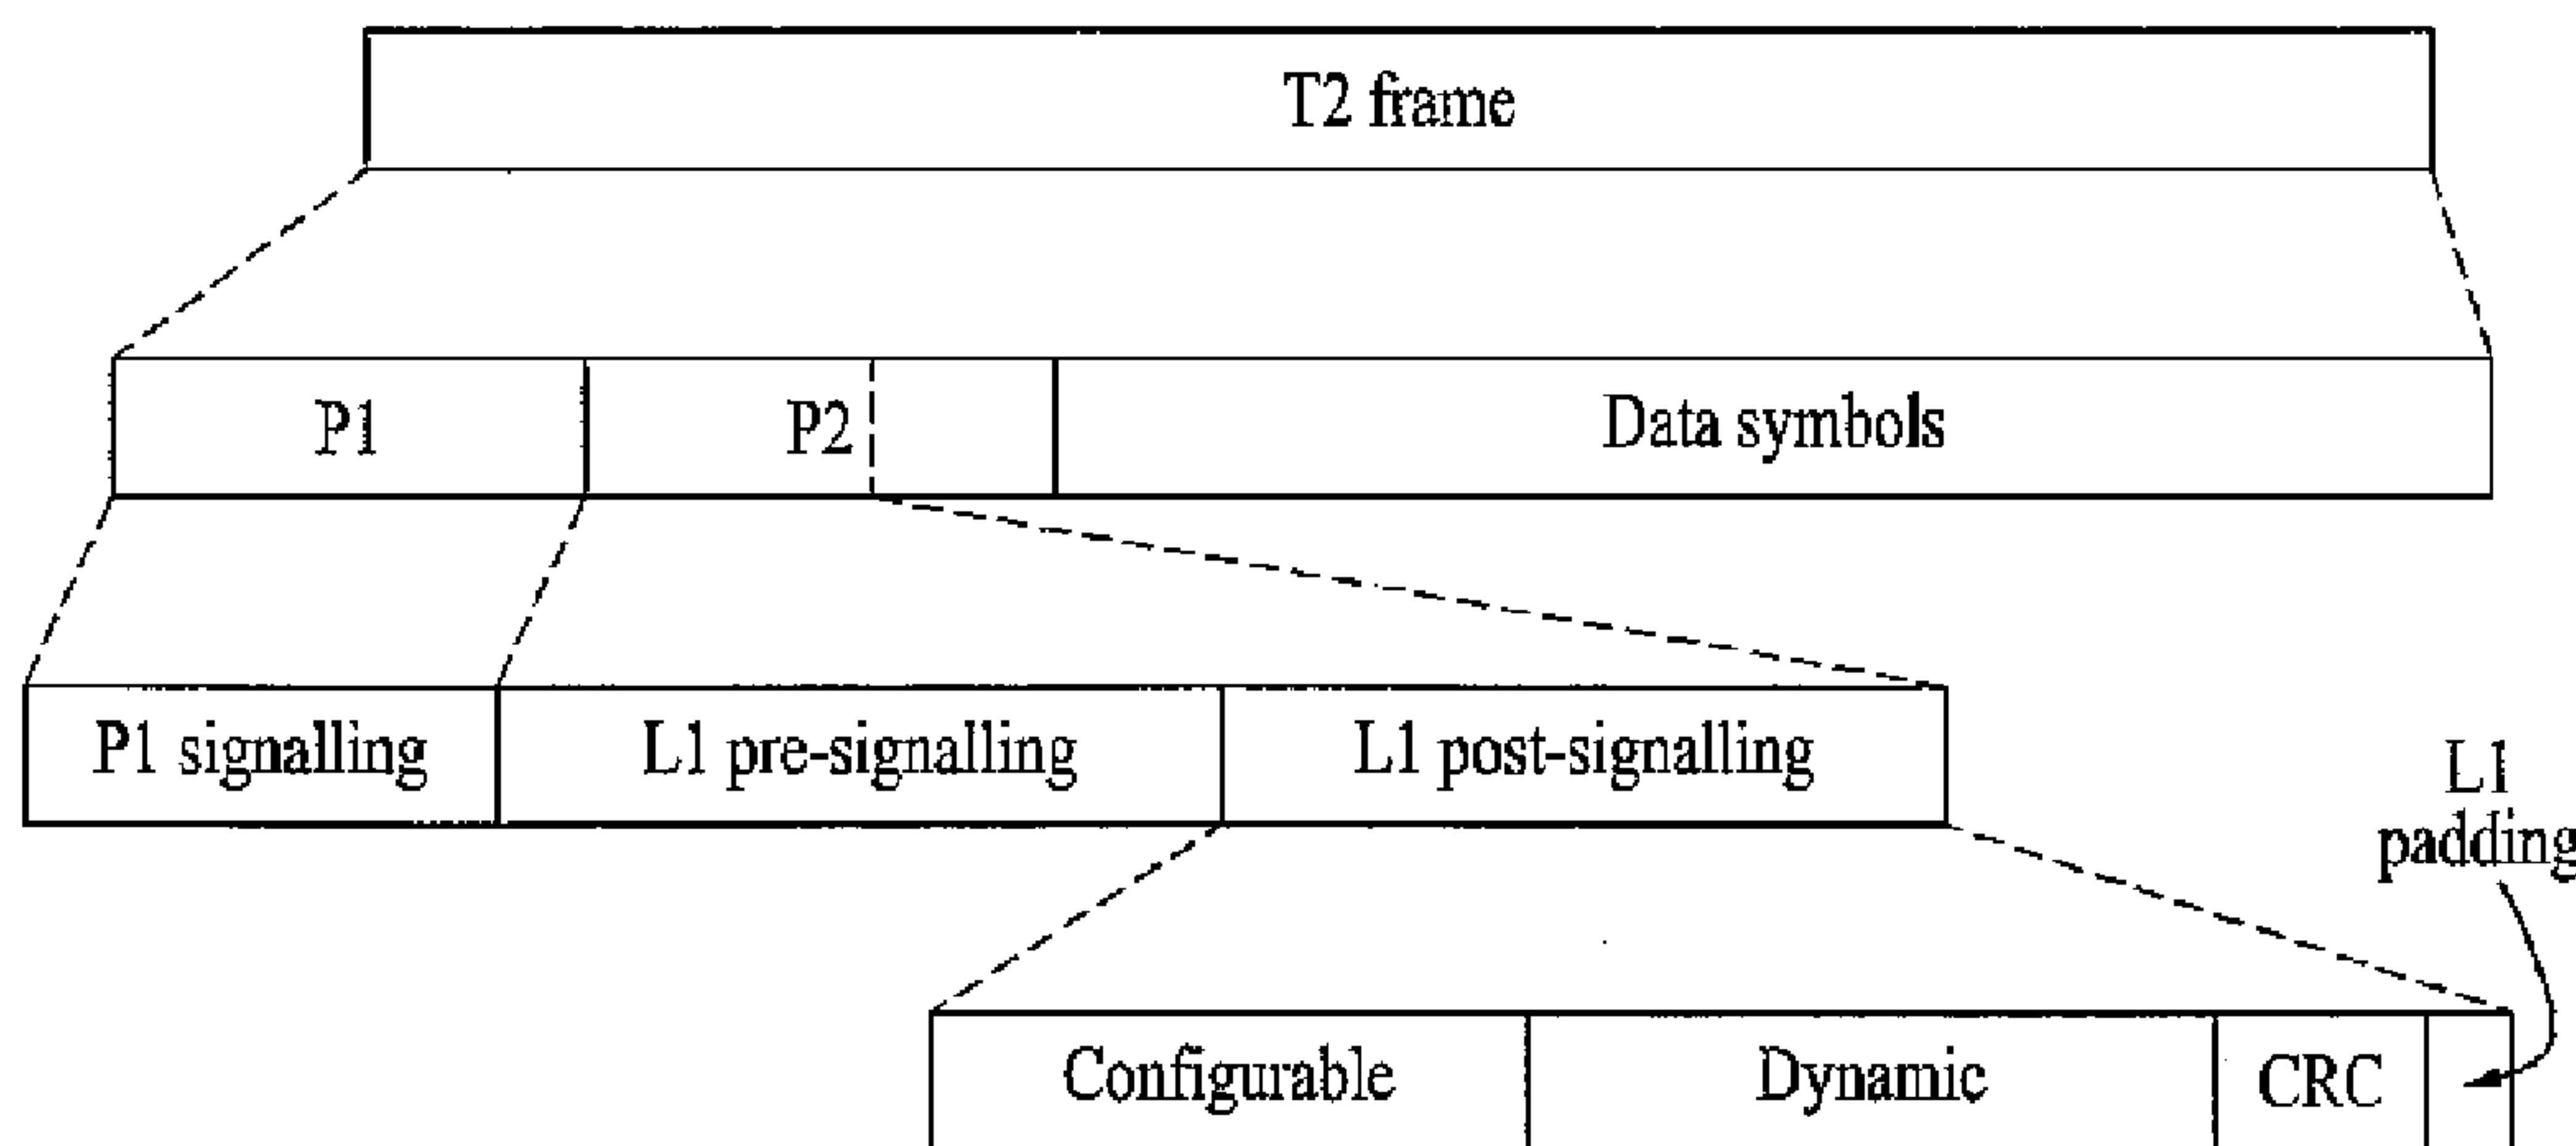 T2 frame
P1
P2
Data symbols
P1 signalling
L1 pre-signalling
L1 post-signalling
L1
padding
Configurable
Dynamic
CRC